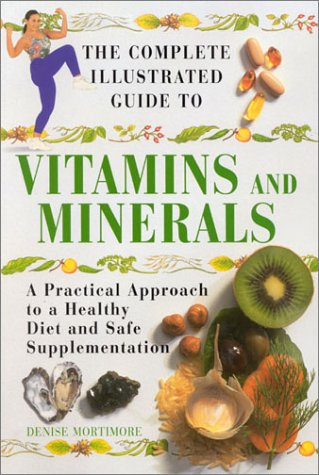 THE COMPLETE
ILLUSTRATED
GUIDE TO
VITAMINS AND
MINERALS
A Practical Approach
to a Healthy
Diet and Safe
Supplementation
DENISE MORTIMORE